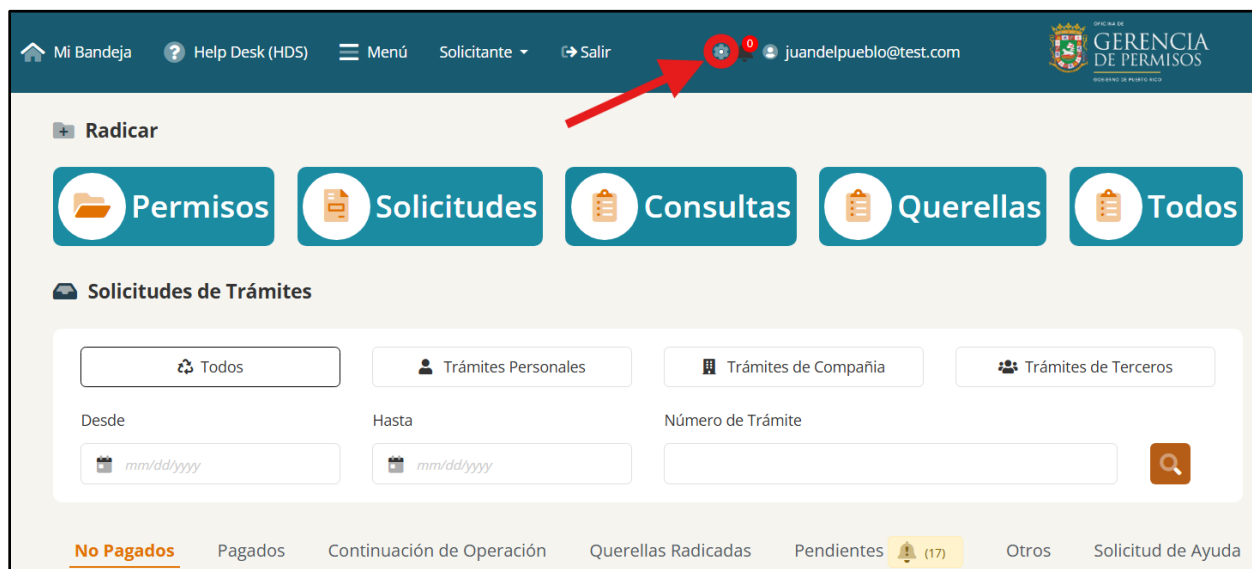 Mi Bandeja ? Help Desk (HDS) Menú Solicitante Salir 0 juandelpueblo@test.com
OFICINA DE
GERENCIA
DE PERMISOS
GOBIERNO DE PUERTO RICO
Radicar
Permisos Solicitudes Consultas Querellas Todos
Solicitudes de Trámites
Todos Trámites Personales Trámites de Compañia Trámites de Terceros
Desde Hasta Número de Trámite
mm/dd/yyyy mm/dd/yyyy
No Pagados Pagados Continuación de Operación Querellas Radicadas Pendientes (17) Otros Solicitud de Ayuda